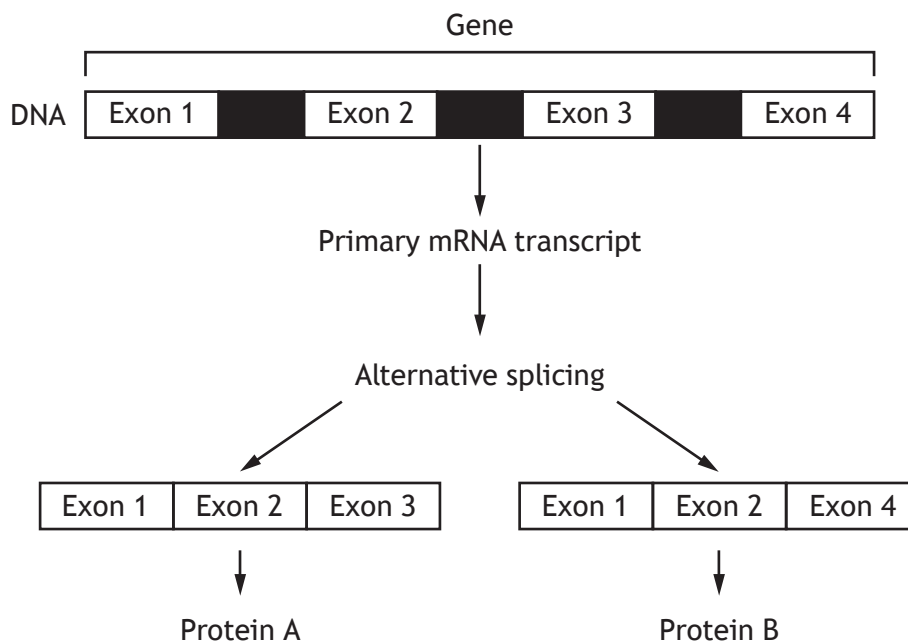 Gene
DNA Exon 1 Exon 2 Exon 3 Exon 4
Primary mRNA transcript
Alternative splicing
Exon 1 Exon 2 Exon 3 Exon 1 Exon 2 Exon 4
Protein A Protein B